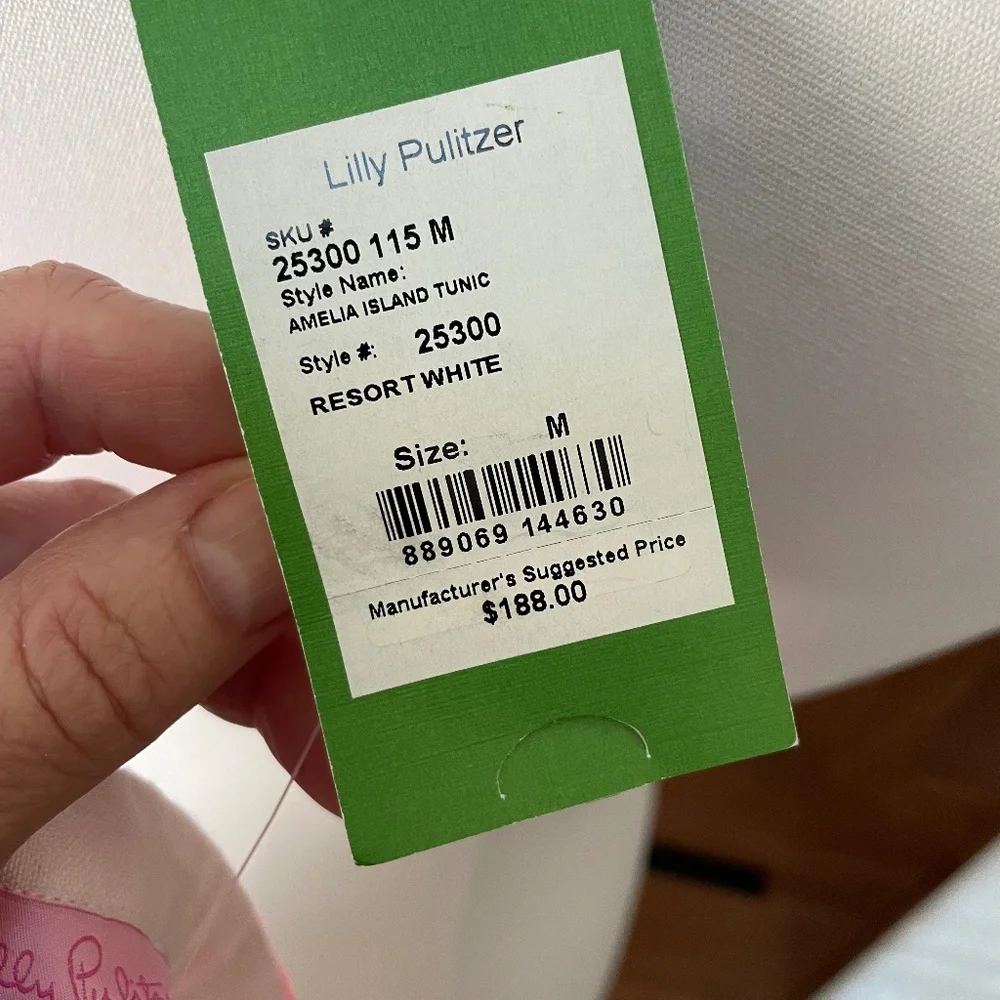 Lilly Pulitzer
SKU #
25300 115 M
Style Name:
AMELIA ISLAND TUNIC
Style #: 25300
RESORT WHITE
Size: M
889069 144630
Manufacturer's Suggested Price
$188.00